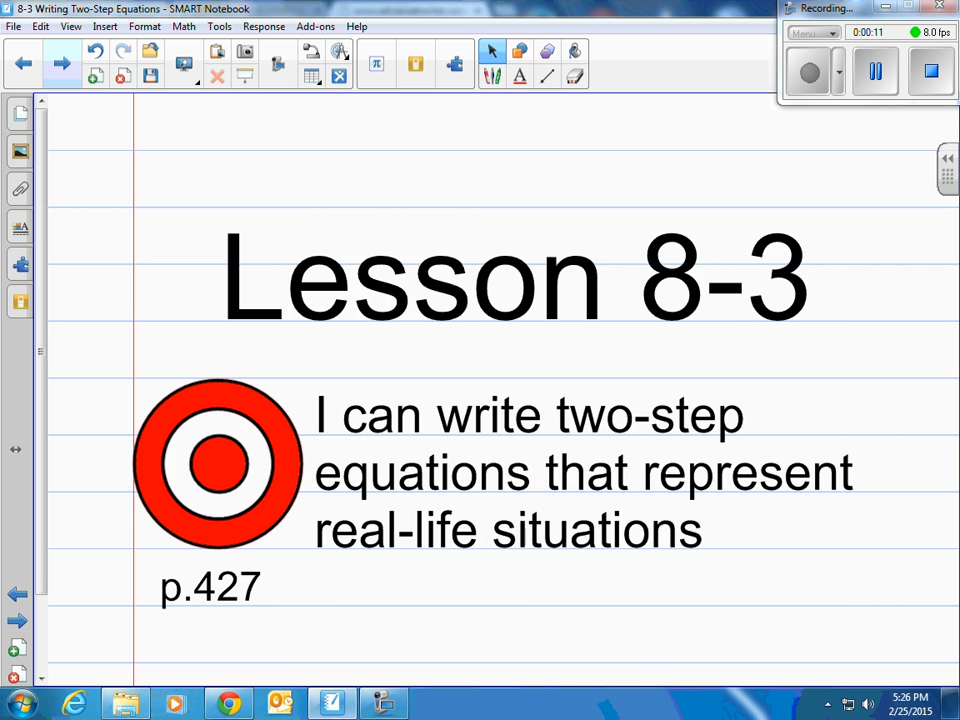 8-3 Writing Two-Step Equations - SMART Notebook
Recording...
File Edit View Insert Format Math Tools Response Add-ons Help
Menu
0:00:11
8.0 fps
Lesson 8-3
I can write two-step
equations that represent
real-life situations
p.427
5:26 PM
2/25/2015